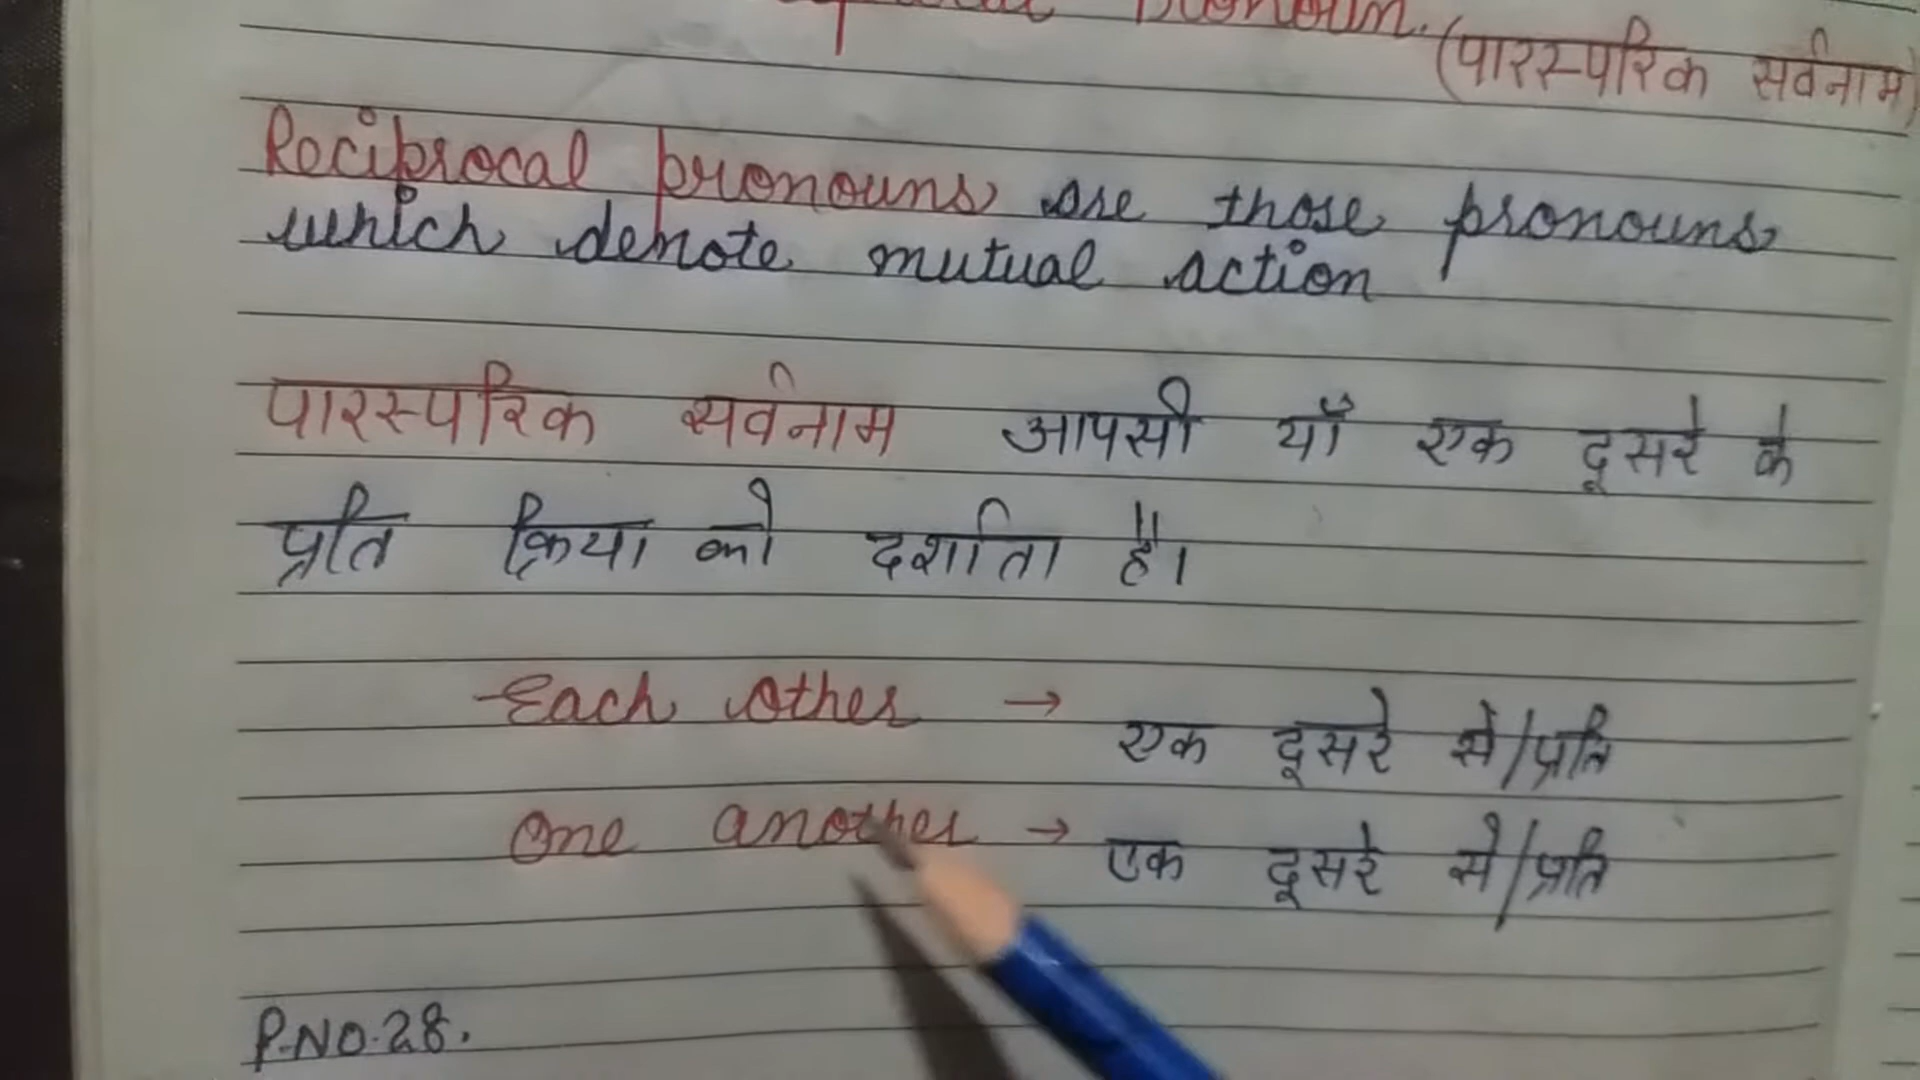 Pronoun.
(पारस्परिक सर्वनाम)
Reciprocal pronouns are those pronouns
which denote mutual action
पारस्परिक सर्वनाम आपसी याँ एक दूसरे के
प्रति क्रिया को दर्शाता है।
Each other → एक दूसरे से/प्रति
One another → एक दूसरे से/प्रति
P.NO.28.